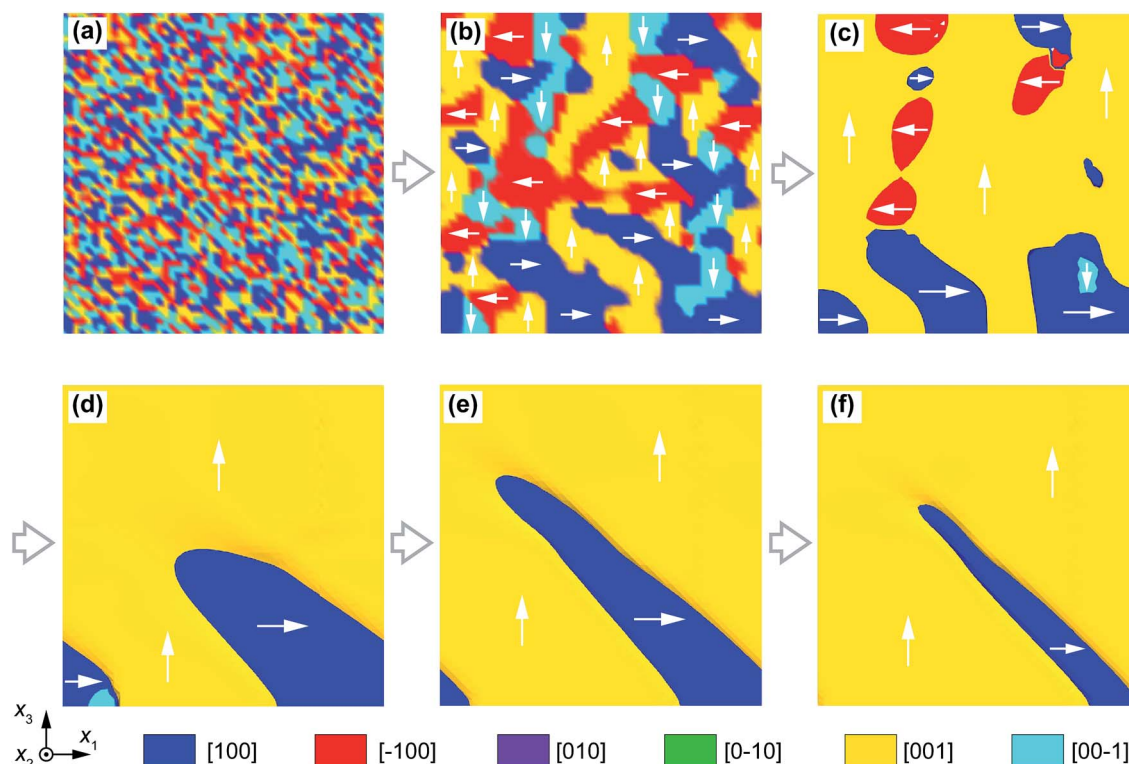 (a)
(b)
(c)
(d)
(e)
(f)
x3
x2
x1
[100]
[-100]
[010]
[0-10]
[001]
[00-1]